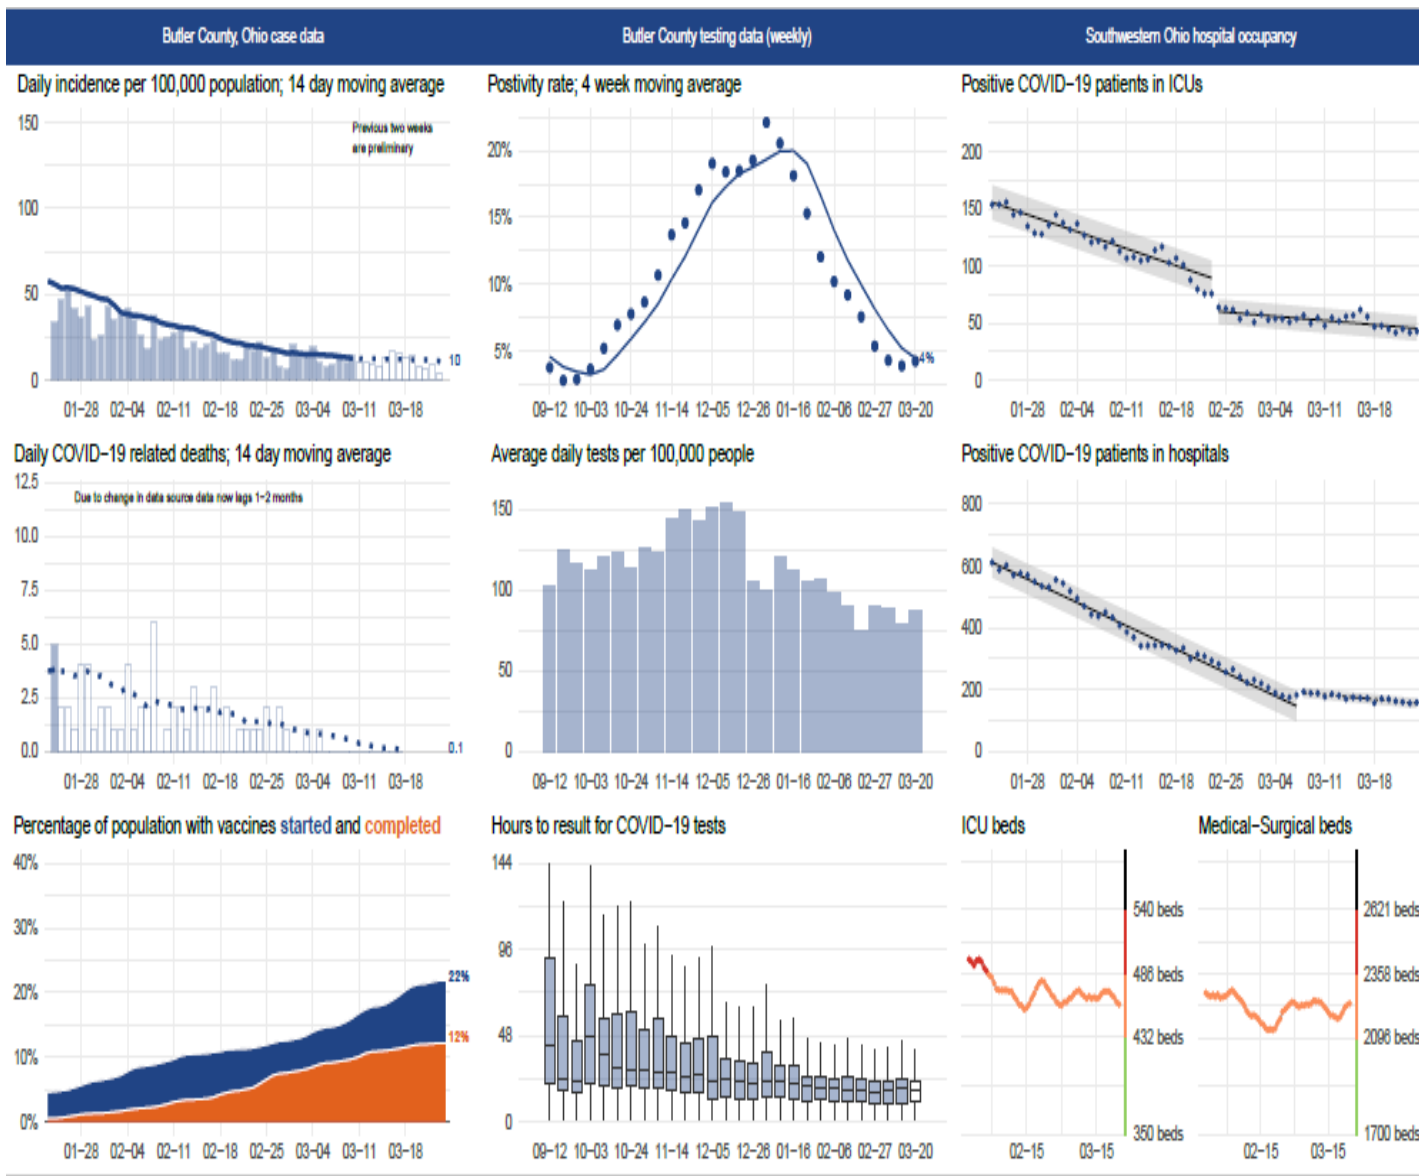 Butler County, Ohio case data
Butler County testing data (weekly)
Southwestern Ohio hospital occupancy
Daily incidence per 100,000 population; 14 day moving average
150
100
50
0
Previous two weeks
are preliminary
10
01-28 02-04 02-11 02-18 02-25 03-04 03-11 03-18
Postivity rate; 4 week moving average
20%
15%
10%
5%
4%
09-12 10-03 10-24 11-14 12-05 12-26 01-16 02-06 02-27 03-20
Positive COVID-19 patients in ICUs
200
150
100
50
0
01-28 02-04 02-11 02-18 02-25 03-04 03-11 03-18
Daily COVID-19 related deaths; 14 day moving average
12.5
10.0
7.5
5.0
2.5
0.0
Due to change in data source data now lags 1-2 months
0.1
01-28 02-04 02-11 02-18 02-25 03-04 03-11 03-18
Average daily tests per 100,000 people
150
100
50
0
09-12 10-03 10-24 11-14 12-05 12-26 01-16 02-06 02-27 03-20
Positive COVID-19 patients in hospitals
800
600
400
200
0
01-28 02-04 02-11 02-18 02-25 03-04 03-11 03-18
Percentage of population with vaccines started and completed
40%
30%
20%
10%
0%
22%
12%
01-28 02-04 02-11 02-18 02-25 03-04 03-11 03-18
Hours to result for COVID-19 tests
144
96
48
0
09-12 10-03 10-24 11-14 12-05 12-26 01-16 02-06 02-27 03-20
ICU beds
540 beds
486 beds
432 beds
350 beds
02-15 03-15
Medical-Surgical beds
2621 beds
2358 beds
2096 beds
1700 beds
02-15 03-15